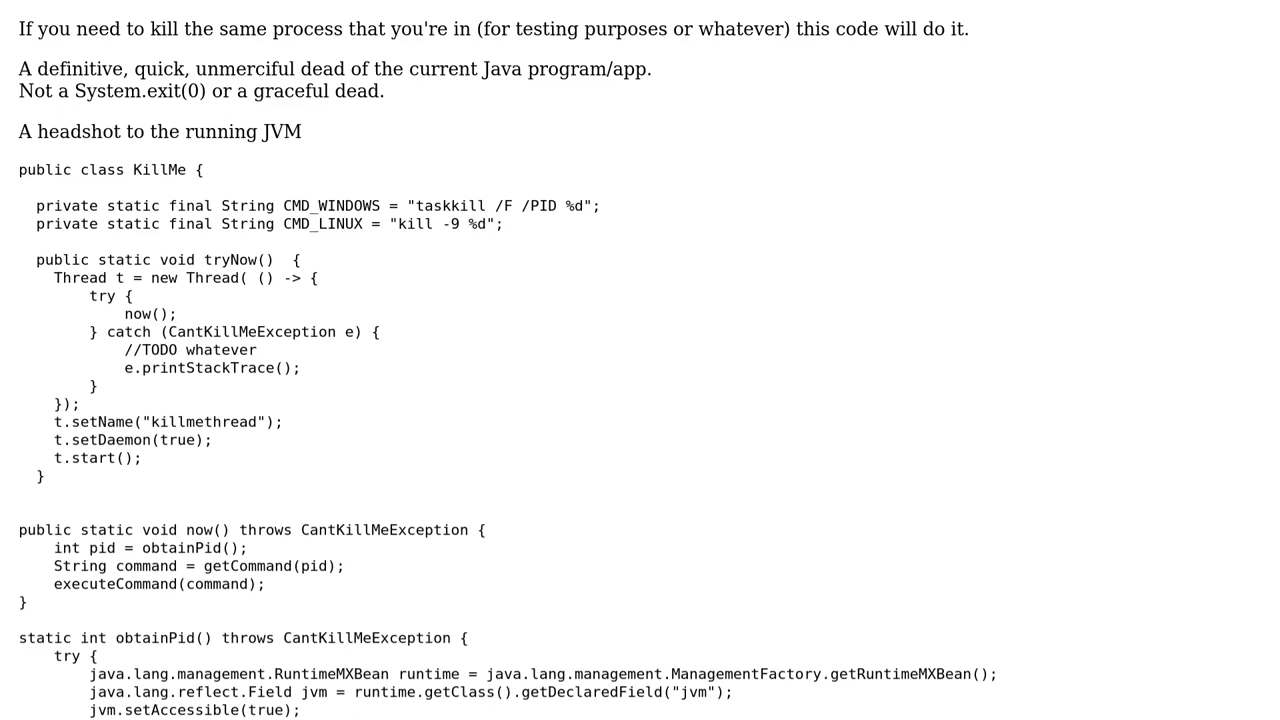 If you need to kill the same process that you're in (for testing purposes or whatever) this code will do it.
A definitive, quick, unmerciful dead of the current Java program/app.
Not a System.exit(0) or a graceful dead.
A headshot to the running JVM
public class KillMe {
  private static final String CMD_WINDOWS = "taskkill /F /PID %d";
  private static final String CMD_LINUX = "kill -9 %d";
  public static void tryNow()  {
    Thread t = new Thread( () -> {
        try {
            now();
        } catch (CantKillMeException e) {
            //TODO whatever
            e.printStackTrace();
        }
    });
    t.setName("killmethread");
    t.setDaemon(true);
    t.start();
  }
public static void now() throws CantKillMeException {
    int pid = obtainPid();
    String command = getCommand(pid);
    executeCommand(command);
}
static int obtainPid() throws CantKillMeException {
    try {
        java.lang.management.RuntimeMXBean runtime = java.lang.management.ManagementFactory.getRuntimeMXBean();
        java.lang.reflect.Field jvm = runtime.getClass().getDeclaredField("jvm");
        jvm.setAccessible(true);